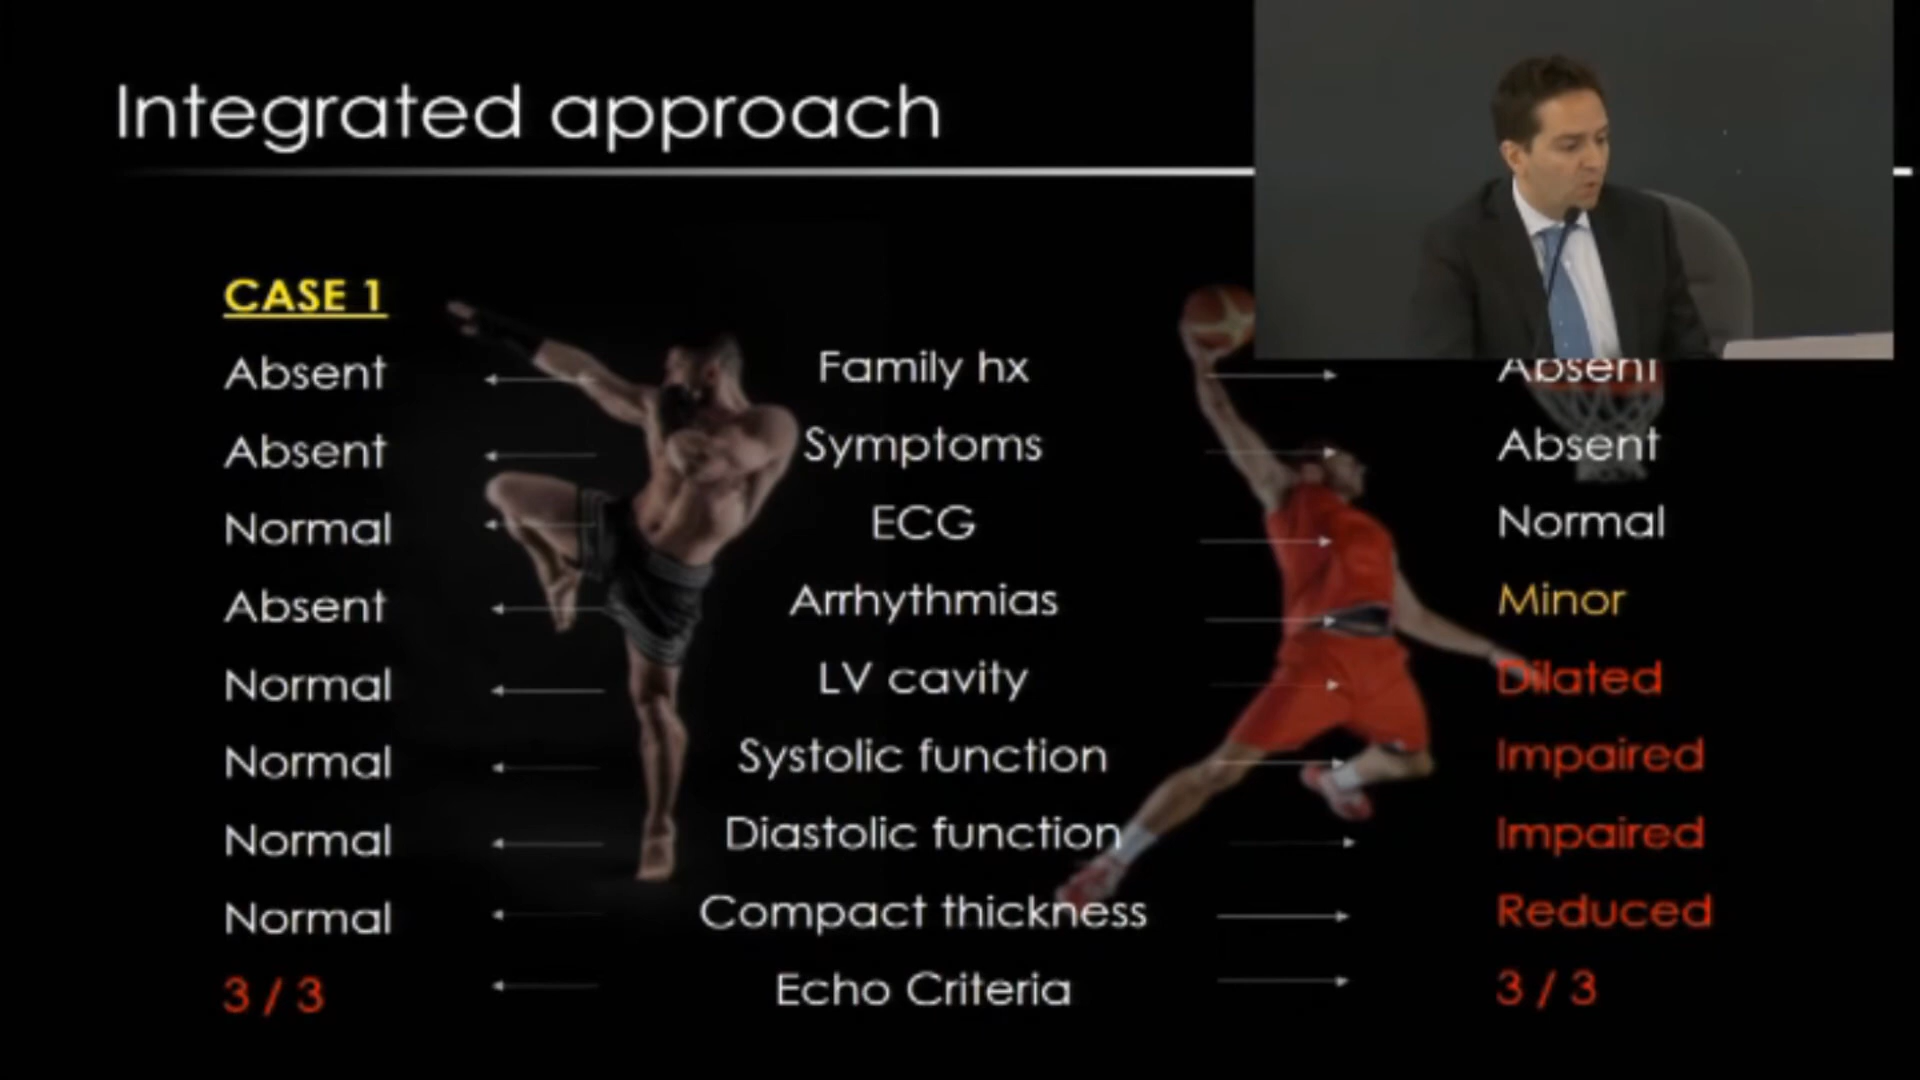 Integrated approach
CASE 1
Absent Family hx Absent
Absent Symptoms Absent
Normal ECG Normal
Absent Arrhythmias Minor
Normal LV cavity Dilated
Normal Systolic function Impaired
Normal Diastolic function Impaired
Normal Compact thickness Reduced
3 / 3 Echo Criteria 3 / 3